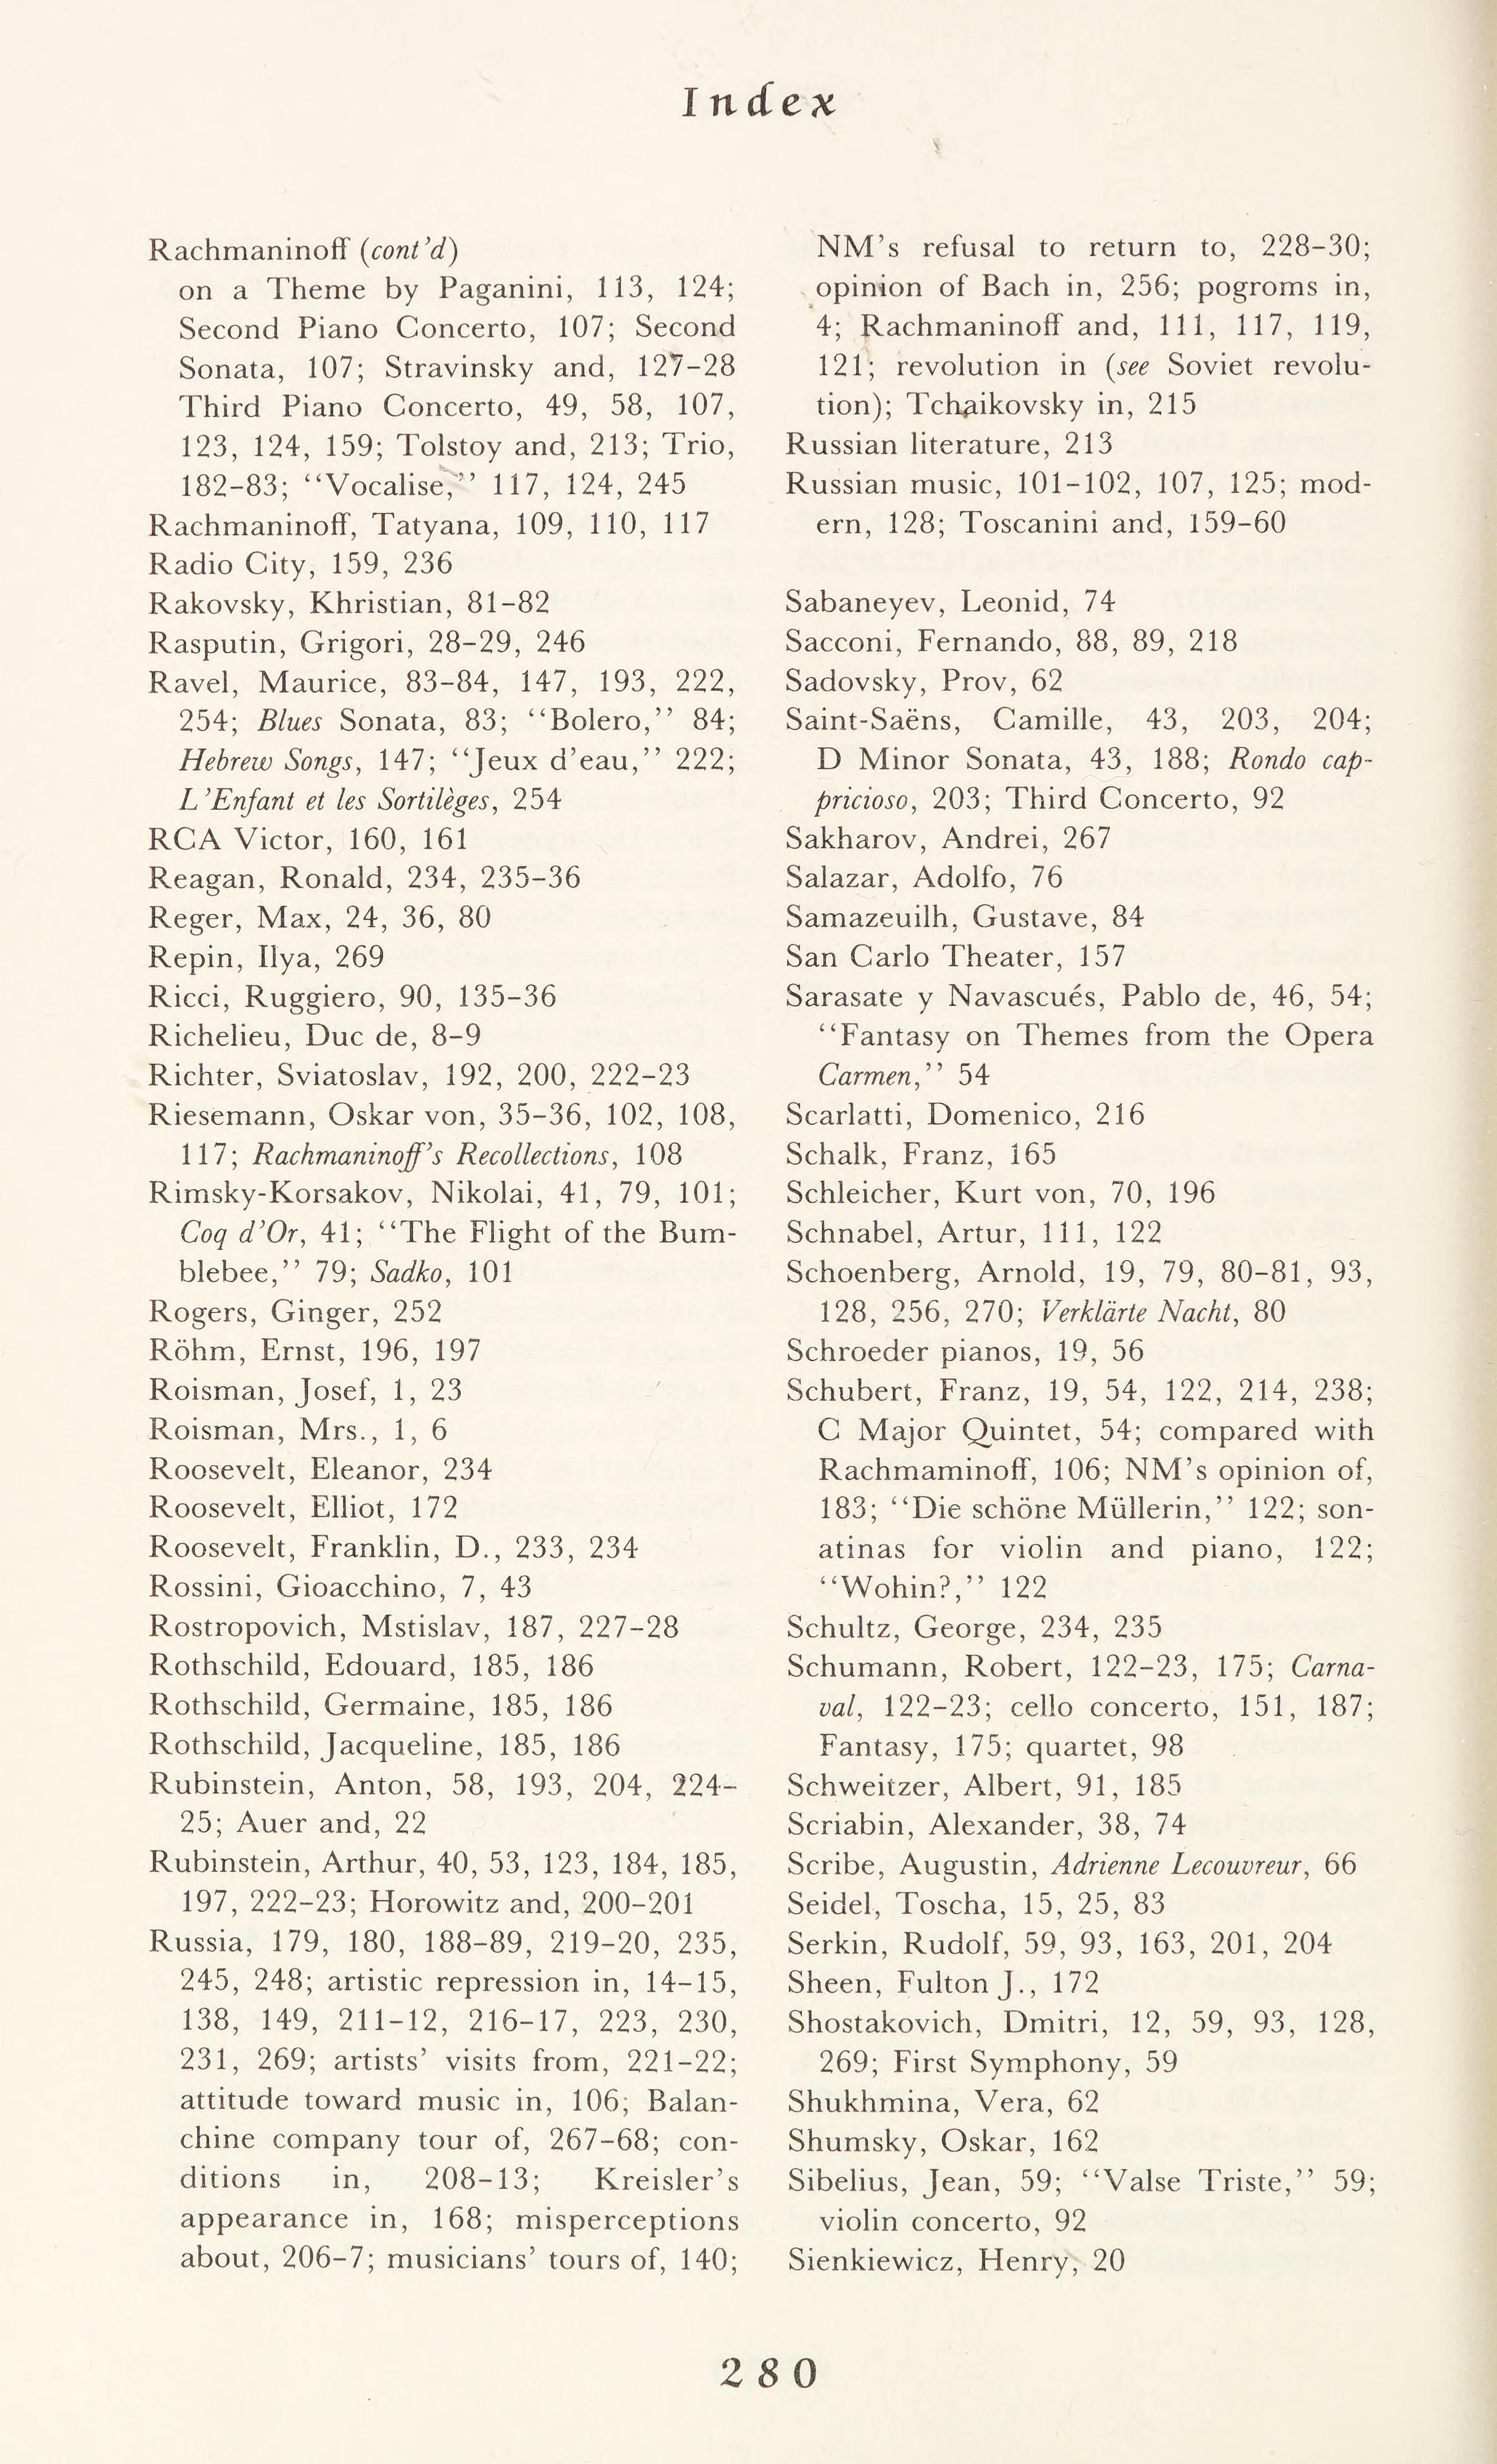 Index
Rachmaninoff (cont'd)
on a Theme by Paganini, 113, 124;
Second Piano Concerto, 107; Second
Sonata, 107; Stravinsky and, 127–28
Third Piano Concerto, 49, 58, 107,
123, 124, 159; Tolstoy and, 213; Trio,
182–83; "Vocalise," 117, 124, 245
Rachmaninoff, Tatyana, 109, 110, 117
Radio City, 159, 236
Rakovsky, Khristian, 81–82
Rasputin, Grigori, 28–29, 246
Ravel, Maurice, 83–84, 147, 193, 222,
254; Blues Sonata, 83; "Bolero," 84;
Hebrew Songs, 147; "Jeux d'eau," 222;
L'Enfant et les Sortilèges, 254
RCA Victor, 160, 161
Reagan, Ronald, 234, 235–36
Reger, Max, 24, 36, 80
Repin, Ilya, 269
Ricci, Ruggiero, 90, 135–36
Richelieu, Duc de, 8–9
Richter, Sviatoslav, 192, 200, 222–23
Riesemann, Oskar von, 35–36, 102, 108,
117; Rachmaninoff's Recollections, 108
Rimsky-Korsakov, Nikolai, 41, 79, 101;
Coq d'Or, 41; "The Flight of the Bum-
blebee," 79; Sadko, 101
Rogers, Ginger, 252
Röhm, Ernst, 196, 197
Roisman, Josef, 1, 23
Roisman, Mrs., 1, 6
Roosevelt, Eleanor, 234
Roosevelt, Elliot, 172
Roosevelt, Franklin, D., 233, 234
Rossini, Gioacchino, 7, 43
Rostropovich, Mstislav, 187, 227–28
Rothschild, Edouard, 185, 186
Rothschild, Germaine, 185, 186
Rothschild, Jacqueline, 185, 186
Rubinstein, Anton, 58, 193, 204, 224–
25; Auer and, 22
Rubinstein, Arthur, 40, 53, 123, 184, 185,
197, 222–23; Horowitz and, 200–201
Russia, 179, 180, 188–89, 219–20, 235,
245, 248; artistic repression in, 14–15,
138, 149, 211–12, 216–17, 223, 230,
231, 269; artists' visits from, 221–22;
attitude toward music in, 106; Balan-
chine company tour of, 267–68; con-
ditions in, 208–13; Kreisler's
appearance in, 168; misperceptions
about, 206–7; musicians' tours of, 140;
NM's refusal to return to, 228–30;
opinion of Bach in, 256; pogroms in,
4; Rachmaninoff and, 111, 117, 119,
121; revolution in (see Soviet revolu-
tion); Tchaikovsky in, 215
Russian literature, 213
Russian music, 101–102, 107, 125; mod-
ern, 128; Toscanini and, 159–60
Sabaneyev, Leonid, 74
Sacconi, Fernando, 88, 89, 218
Sadovsky, Prov, 62
Saint-Saëns, Camille, 43, 203, 204;
D Minor Sonata, 43, 188; Rondo cap-
pricioso, 203; Third Concerto, 92
Sakharov, Andrei, 267
Salazar, Adolfo, 76
Samazeuilh, Gustave, 84
San Carlo Theater, 157
Sarasate y Navascués, Pablo de, 46, 54;
"Fantasy on Themes from the Opera
Carmen," 54
Scarlatti, Domenico, 216
Schalk, Franz, 165
Schleicher, Kurt von, 70, 196
Schnabel, Artur, 111, 122
Schoenberg, Arnold, 19, 79, 80–81, 93,
128, 256, 270; Verklärte Nacht, 80
Schroeder pianos, 19, 56
Schubert, Franz, 19, 54, 122, 214, 238;
C Major Quintet, 54; compared with
Rachmaminoff, 106; NM's opinion of,
183; "Die schöne Müllerin," 122; son-
atinas for violin and piano, 122;
"Wohin?," 122
Schultz, George, 234, 235
Schumann, Robert, 122–23, 175; Carna-
val, 122–23; cello concerto, 151, 187;
Fantasy, 175; quartet, 98
Schweitzer, Albert, 91, 185
Scriabin, Alexander, 38, 74
Scribe, Augustin, Adrienne Lecouvreur, 66
Seidel, Toscha, 15, 25, 83
Serkin, Rudolf, 59, 93, 163, 201, 204
Sheen, Fulton J., 172
Shostakovich, Dmitri, 12, 59, 93, 128,
269; First Symphony, 59
Shukhmina, Vera, 62
Shumsky, Oskar, 162
Sibelius, Jean, 59; "Valse Triste," 59;
violin concerto, 92
Sienkiewicz, Henry, 20
280